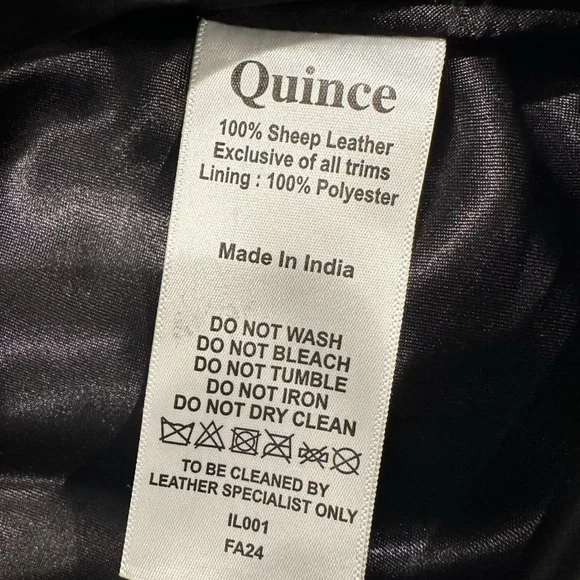 Quince
100% Sheep Leather
Exclusive of all trims
Lining : 100% Polyester
Made In India
DO NOT WASH
DO NOT BLEACH
DO NOT TUMBLE
DO NOT IRON
DO NOT DRY CLEAN
TO BE CLEANED BY
LEATHER SPECIALIST ONLY
IL001
FA24